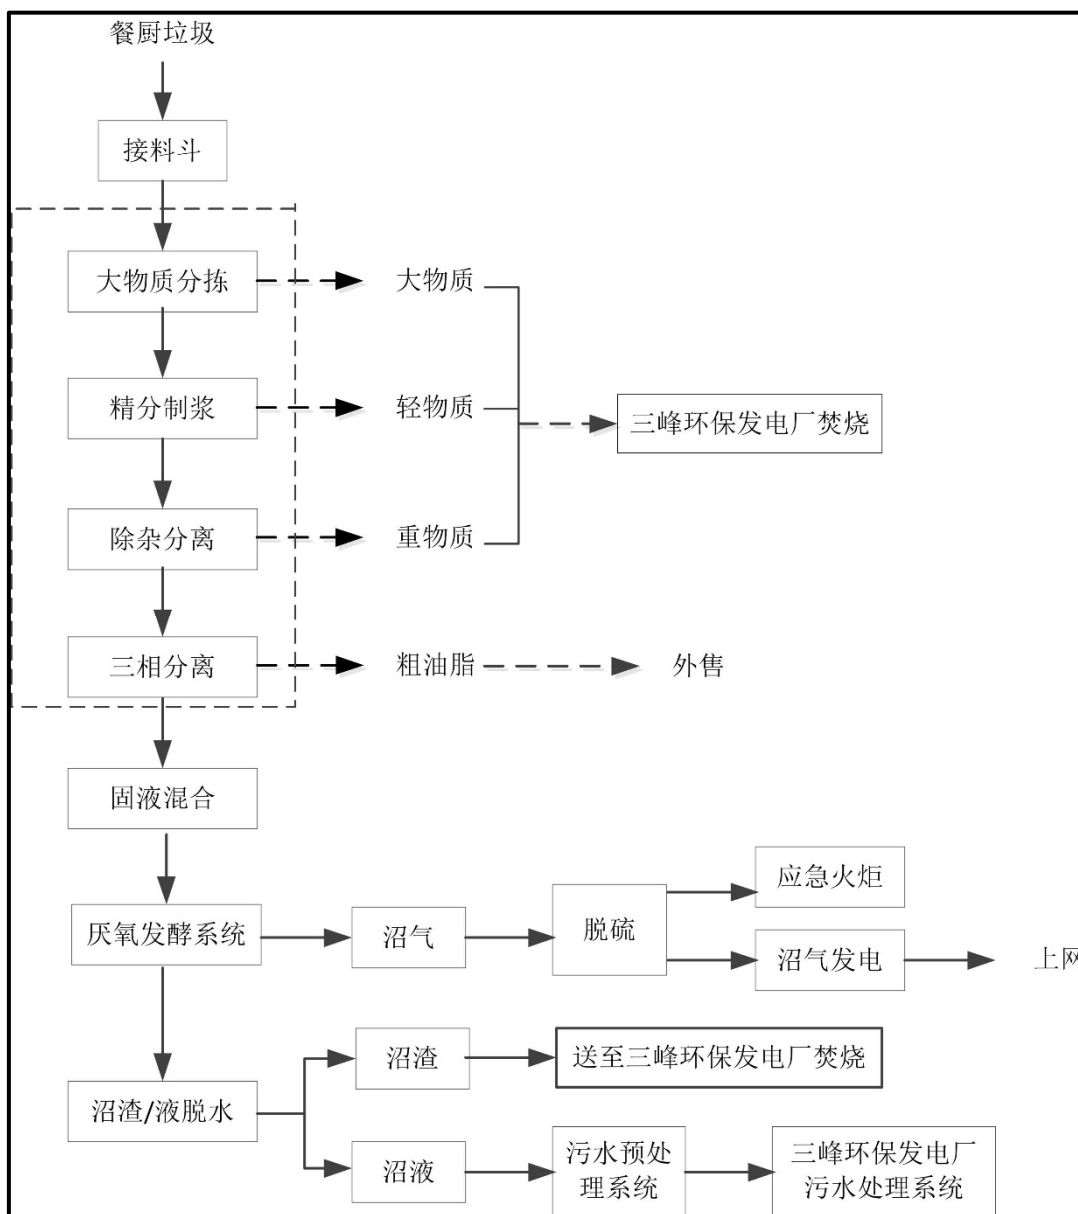 餐厨垃圾
接料斗
大物质分拣
大物质
精分制浆
轻物质
三峰环保发电厂焚烧
除杂分离
重物质
三相分离
粗油脂
外售
固液混合
应急火炬
厌氧发酵系统
沼气
脱硫
沼气发电
上网
沼渣
送至三峰环保发电厂焚烧
沼渣/液脱水
沼液
污水预处
理系统
三峰环保发电厂
污水处理系统